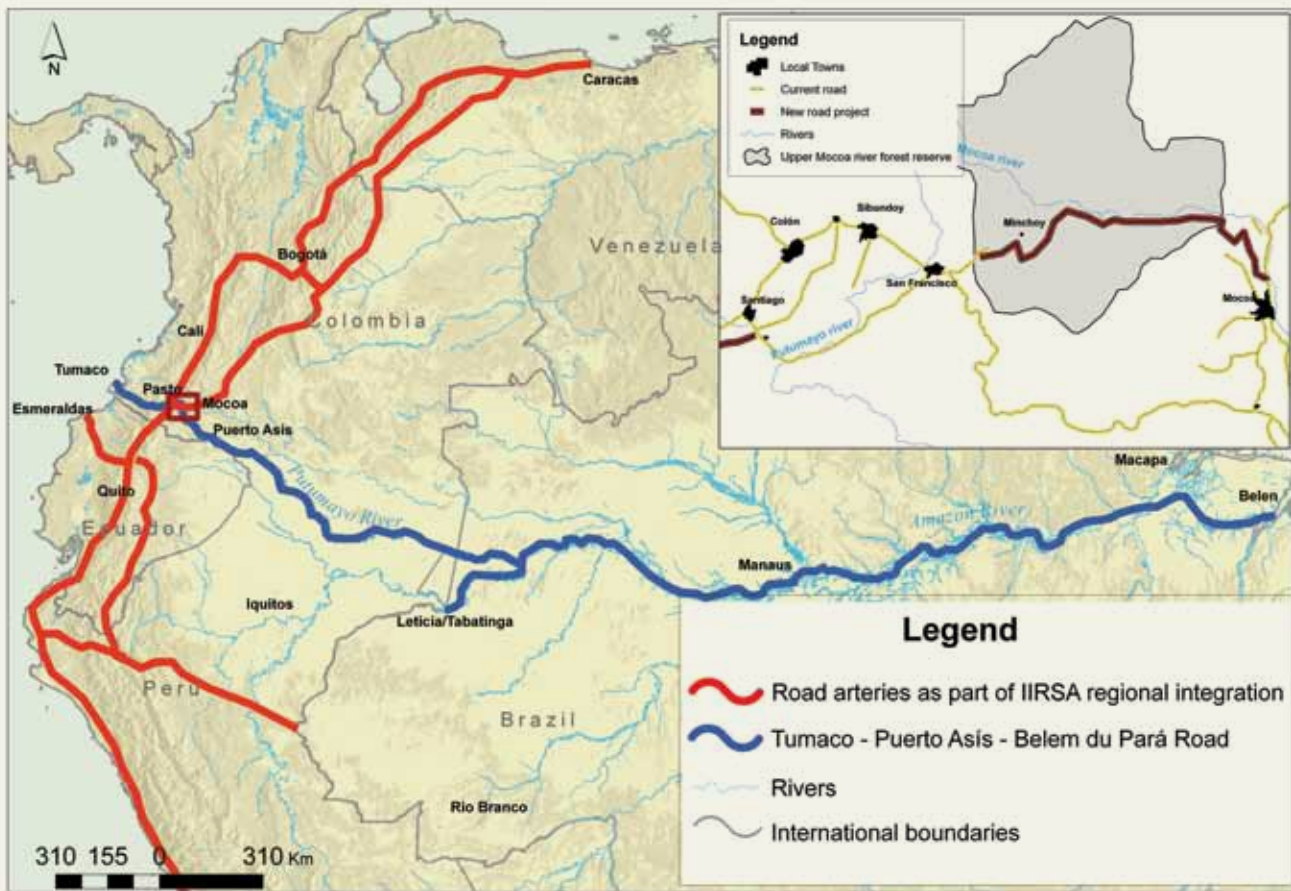 N
Caracas
Bogotá
Venezuela
Colombia
Cali
Tumaco
Pasto
Mocoa
Esmeraldas
Puerto Asis
Quito
Ecuador
Putumayo River
Iquitos
Leticia/Tabatinga
Manaus
Amazon River
Macapa
Belen
Peru
Brazil
Rio Branco
310 155 0 310 Km
Legend
Local Towns
Current road
New road project
Rivers
Upper Mocoa river forest reserve
Mocoa river
Colón
Sibundoy
Minchoy
San Francisco
Santiago
Putumayo river
Mocoa
Legend
Road arteries as part of IIRSA regional integration
Tumaco - Puerto Asís - Belem du Pará Road
Rivers
International boundaries